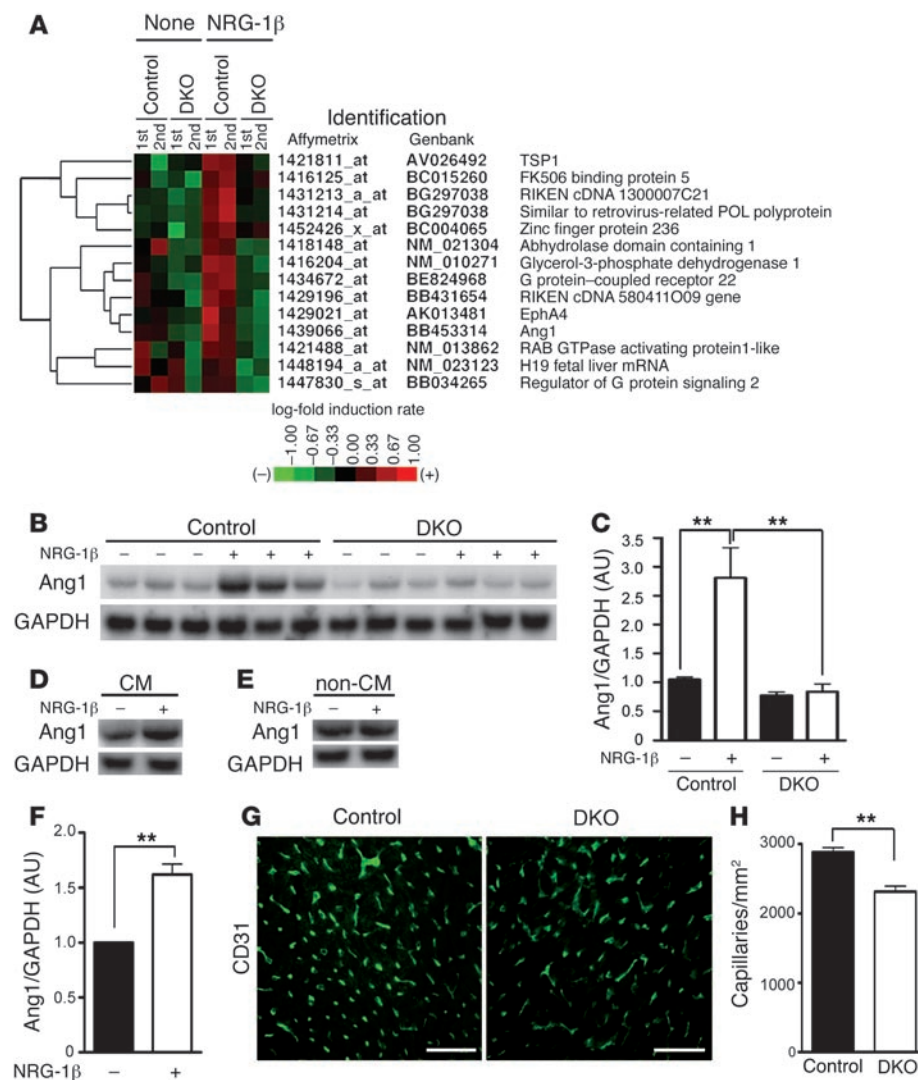 A
None NRG-1β
Control DKO Control DKO
1st 2nd 1st 2nd 1st 2nd 1st 2nd
Identification
Affymetrix Genbank
1421811_at AV026492 TSP1
1416125_at BC015260 FK506 binding protein 5
1431213_a_at BG297038 RIKEN cDNA 1300007C21
1431214_at BG297038 Similar to retrovirus-related POL polyprotein
1452426_x_at BC004065 Zinc finger protein 236
1418148_at NM_021304 Abhydrolase domain containing 1
1416204_at NM_010271 Glycerol-3-phosphate dehydrogenase 1
1434672_at BE824968 G protein–coupled receptor 22
1429196_at BB431654 RIKEN cDNA 580411O09 gene
1429021_at AK013481 EphA4
1439066_at BB453314 Ang1
1421488_at NM_013862 RAB GTPase activating protein1-like
1448194_a_at NM_023123 H19 fetal liver mRNA
1447830_s_at BB034265 Regulator of G protein signaling 2
log-fold induction rate
−1.00 −0.67 −0.33 0.00 0.33 0.67 1.00
(−) (+)
B
Control DKO
NRG-1β − − − + + + − − − + + +
Ang1
GAPDH
C
** **
Ang1/GAPDH (AU)
3.5
3.0
2.5
2.0
1.5
1.0
0.5
0
NRG-1β − + − +
Control DKO
D
CM
NRG-1β − +
Ang1
GAPDH
E
non-CM
NRG-1β − +
Ang1
GAPDH
F
**
Ang1/GAPDH (AU)
2.0
1.5
1.0
0.5
0
NRG-1β − +
G
Control DKO
CD31
H
**
Capillaries/mm²
3000
2000
1000
0
Control DKO